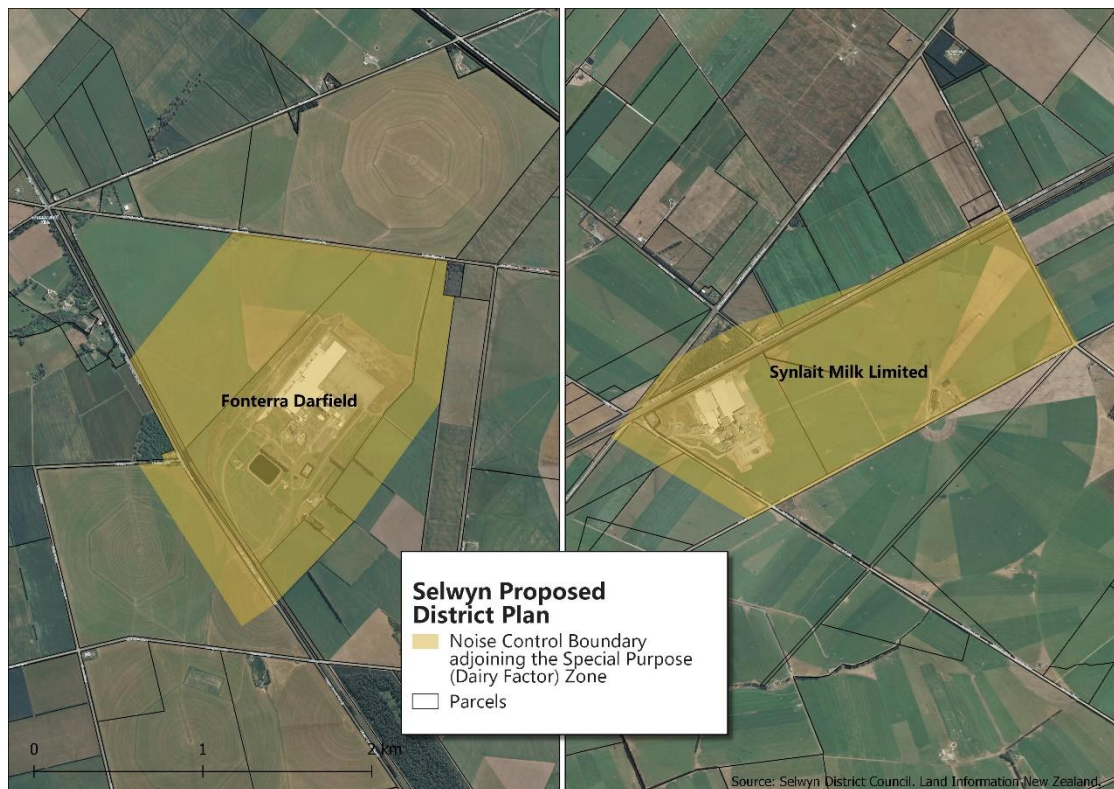 Fonterra Darfield
Synlait Milk Limited
Selwyn Proposed
District Plan
Noise Control Boundary
adjoining the Special Purpose
(Dairy Factor) Zone
Parcels
0 1 2 km
Source: Selwyn District Council. Land Information New Zealand.